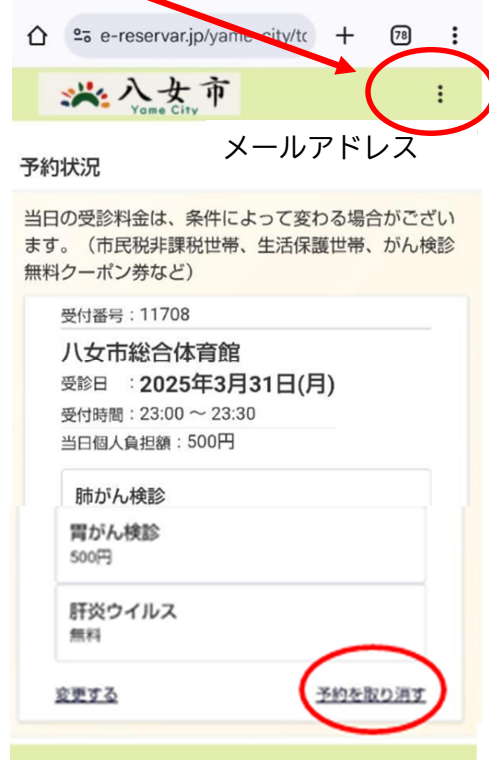 e-reservar.jp/yame-city/tc
78
八女市
Yame City
メールアドレス
予約状況
当日の受診料金は、条件によって変わる場合がござい
ます。（市民税非課税世帯、生活保護世帯、がん検診
無料クーポン券など）
受付番号：11708
八女市総合体育館
受診日 ：2025年3月31日(月)
受付時間：23:00 ～ 23:30
当日個人負担額：500円
肺がん検診
胃がん検診
500円
肝炎ウイルス
無料
変更する 予約を取り消す